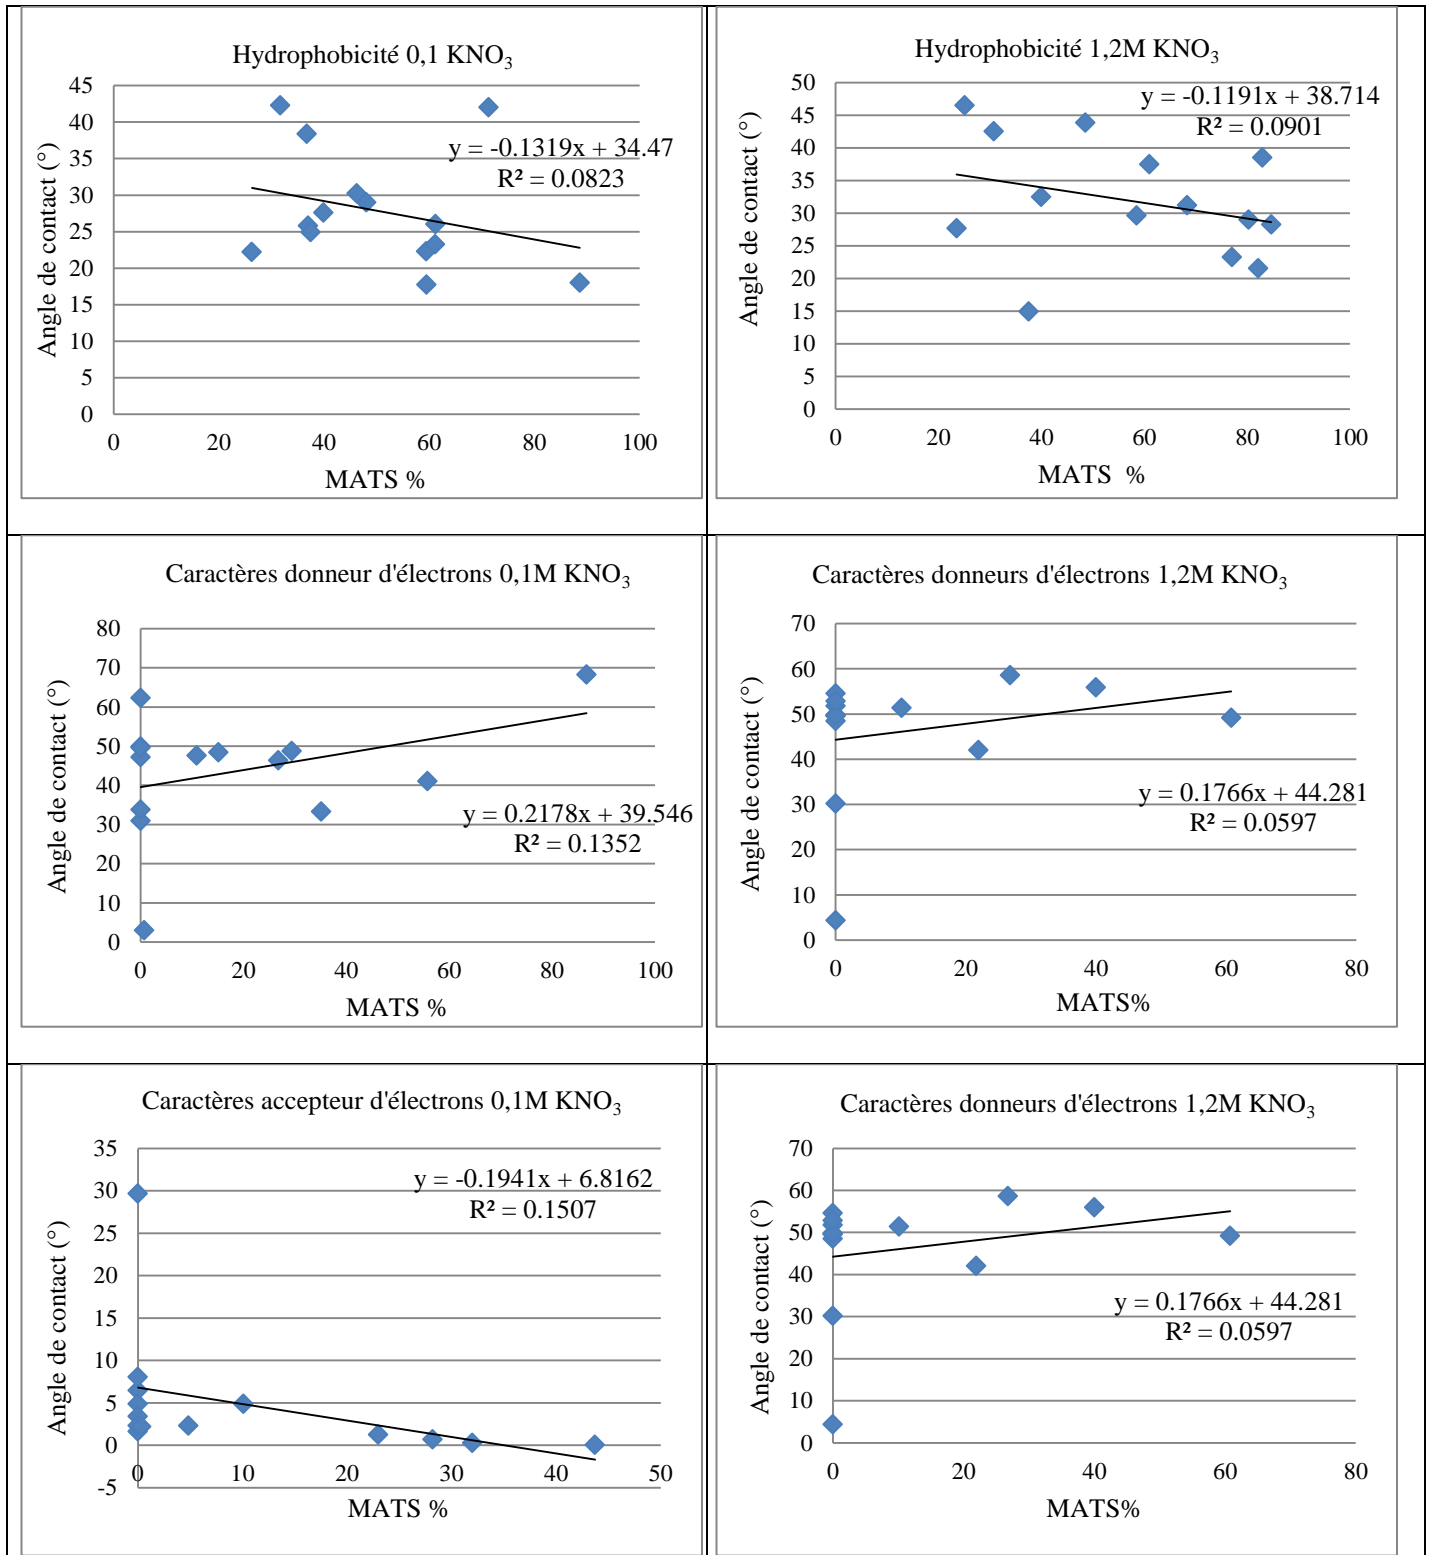 Hydrophobicité 0,1 KNO₃
45
40
35
30
25
20
15
10
5
0
Angle de contact (°)
y = -0.1319x + 34.47
R² = 0.0823
0 20 40 60 80 100
MATS %
Hydrophobicité 1,2M KNO₃
50
45
40
35
30
25
20
15
10
5
0
Angle de contact (°)
y = -0.1191x + 38.714
R² = 0.0901
0 20 40 60 80 100
MATS %
Caractères donneur d'électrons 0,1M KNO₃
80
70
60
50
40
30
20
10
0
Angle de contact (°)
y = 0.2178x + 39.546
R² = 0.1352
0 20 40 60 80 100
MATS %
Caractères donneurs d'électrons 1,2M KNO₃
70
60
50
40
30
20
10
0
Angle de contact (°)
y = 0.1766x + 44.281
R² = 0.0597
0 20 40 60 80
MATS%
Caractères accepteur d'électrons 0,1M KNO₃
35
30
25
20
15
10
5
0
-5
Angle de contact (°)
y = -0.1941x + 6.8162
R² = 0.1507
0 10 20 30 40 50
MATS %
Caractères donneurs d'électrons 1,2M KNO₃
70
60
50
40
30
20
10
0
Angle de contact (°)
y = 0.1766x + 44.281
R² = 0.0597
0 20 40 60 80
MATS%